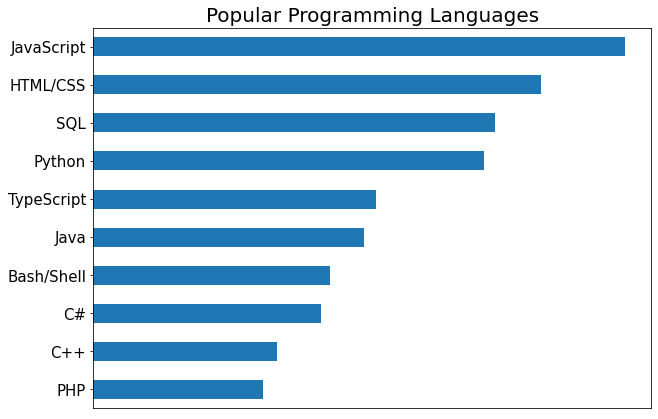 Popular Programming Languages
JavaScript
HTML/CSS
SQL
Python
TypeScript
Java
Bash/Shell
C#
C++
PHP